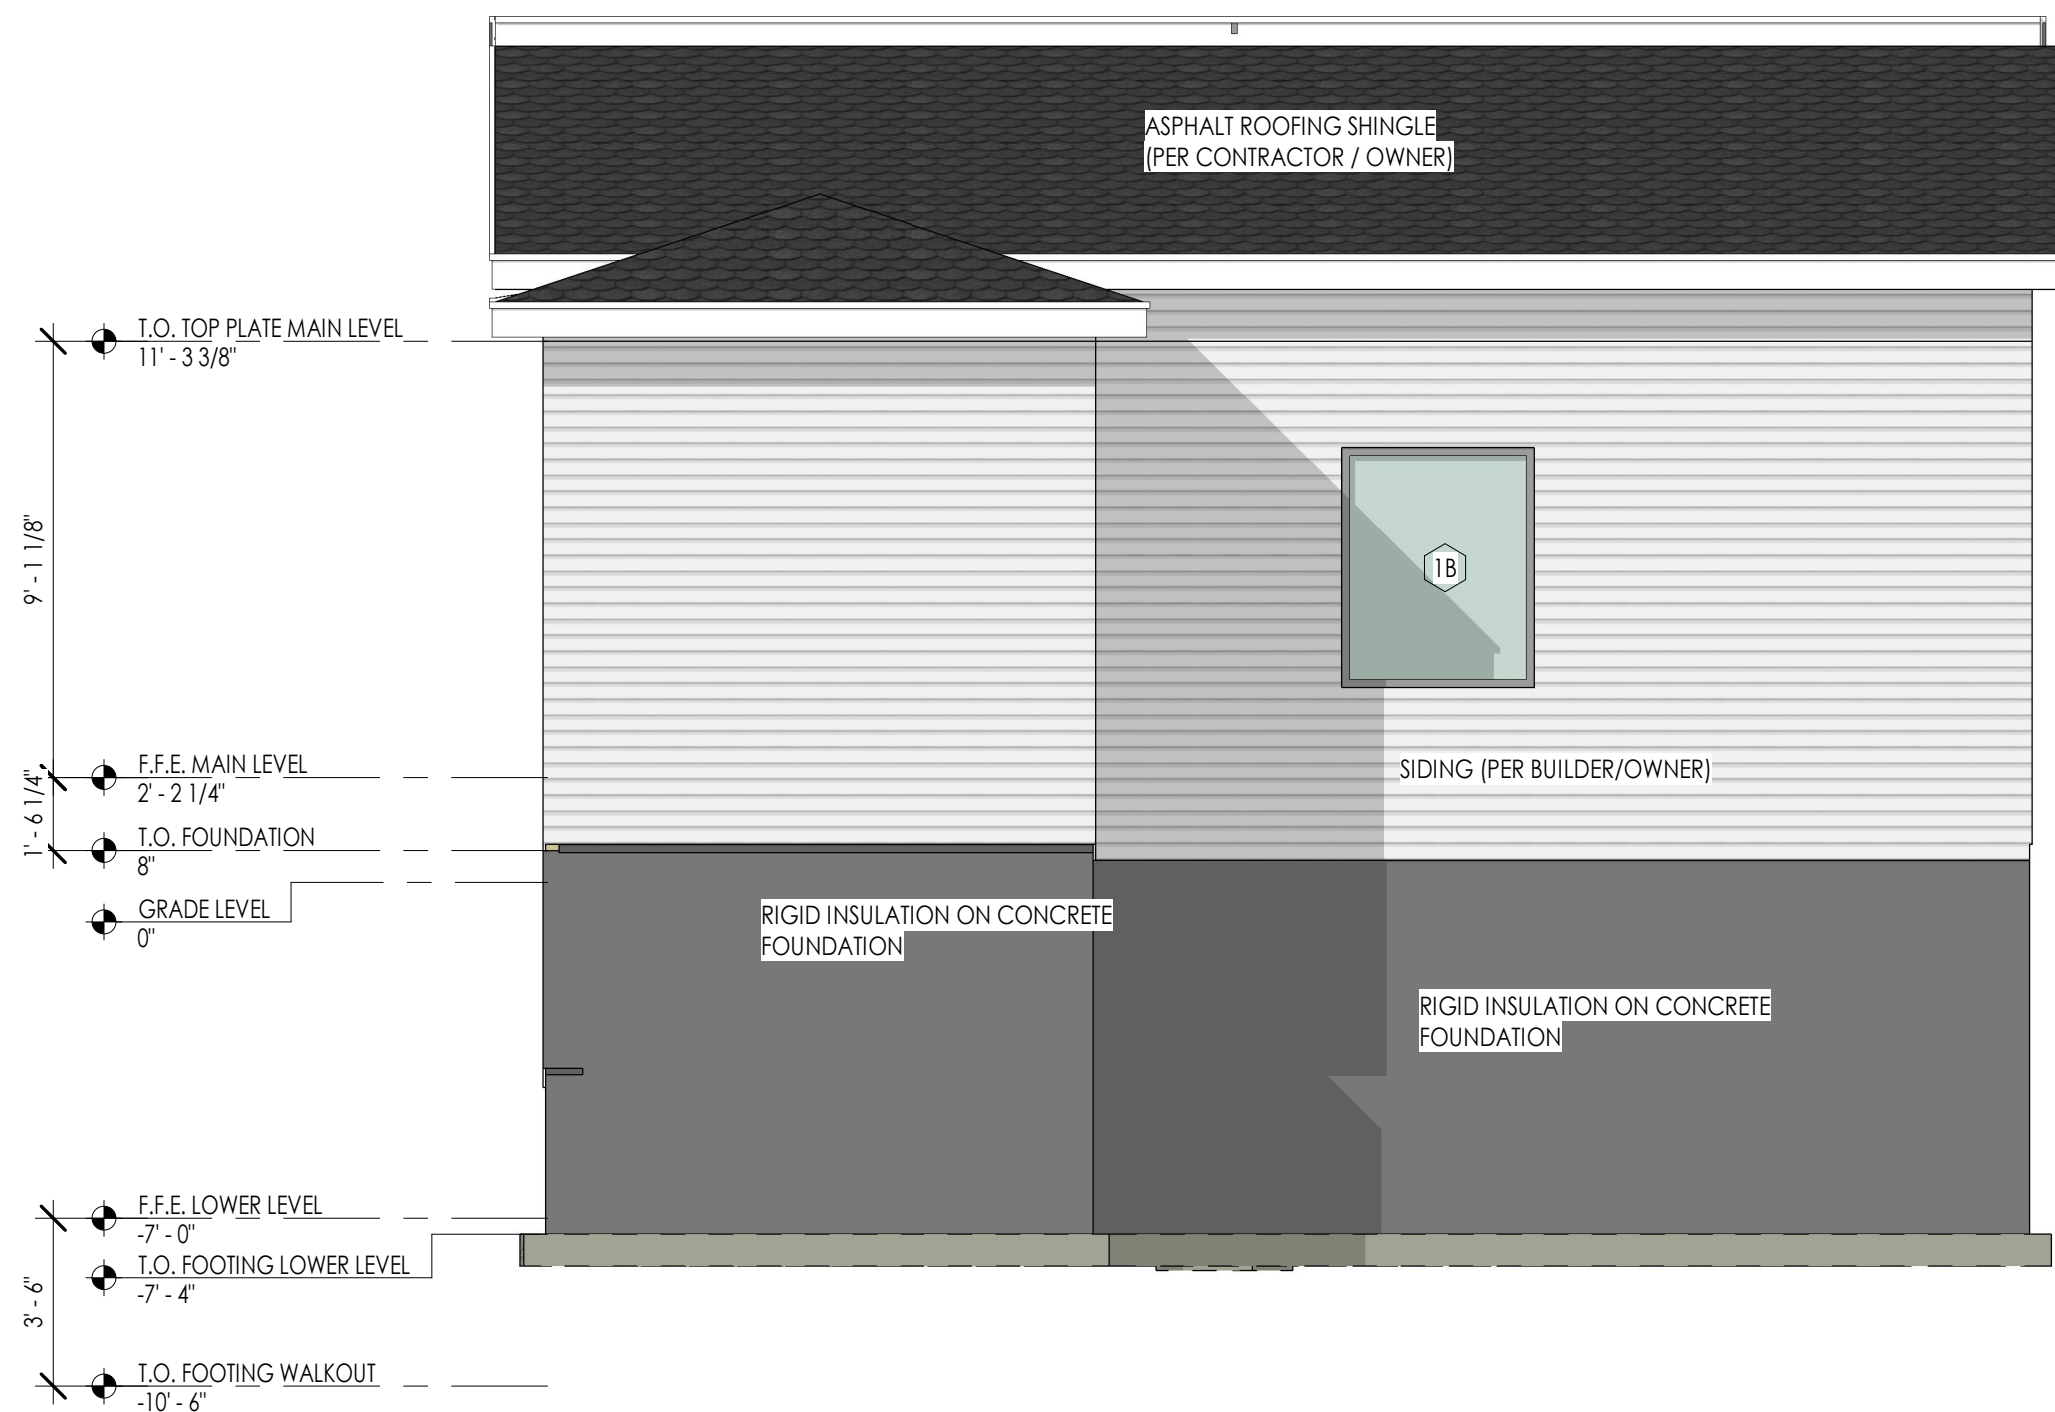 ASPHALT ROOFING SHINGLE
(PER CONTRACTOR / OWNER)
T.O. TOP PLATE MAIN LEVEL
11' - 3 3/8"
9' - 1 1/8"
1B
F.F.E. MAIN LEVEL
2' - 2 1/4"
SIDING (PER BUILDER/OWNER)
1' - 6 1/4"
T.O. FOUNDATION
8"
GRADE LEVEL
0"
RIGID INSULATION ON CONCRETE
FOUNDATION
RIGID INSULATION ON CONCRETE
FOUNDATION
F.F.E. LOWER LEVEL
-7' - 0"
T.O. FOOTING LOWER LEVEL
-7' - 4"
3' - 6"
T.O. FOOTING WALKOUT
-10' - 6"